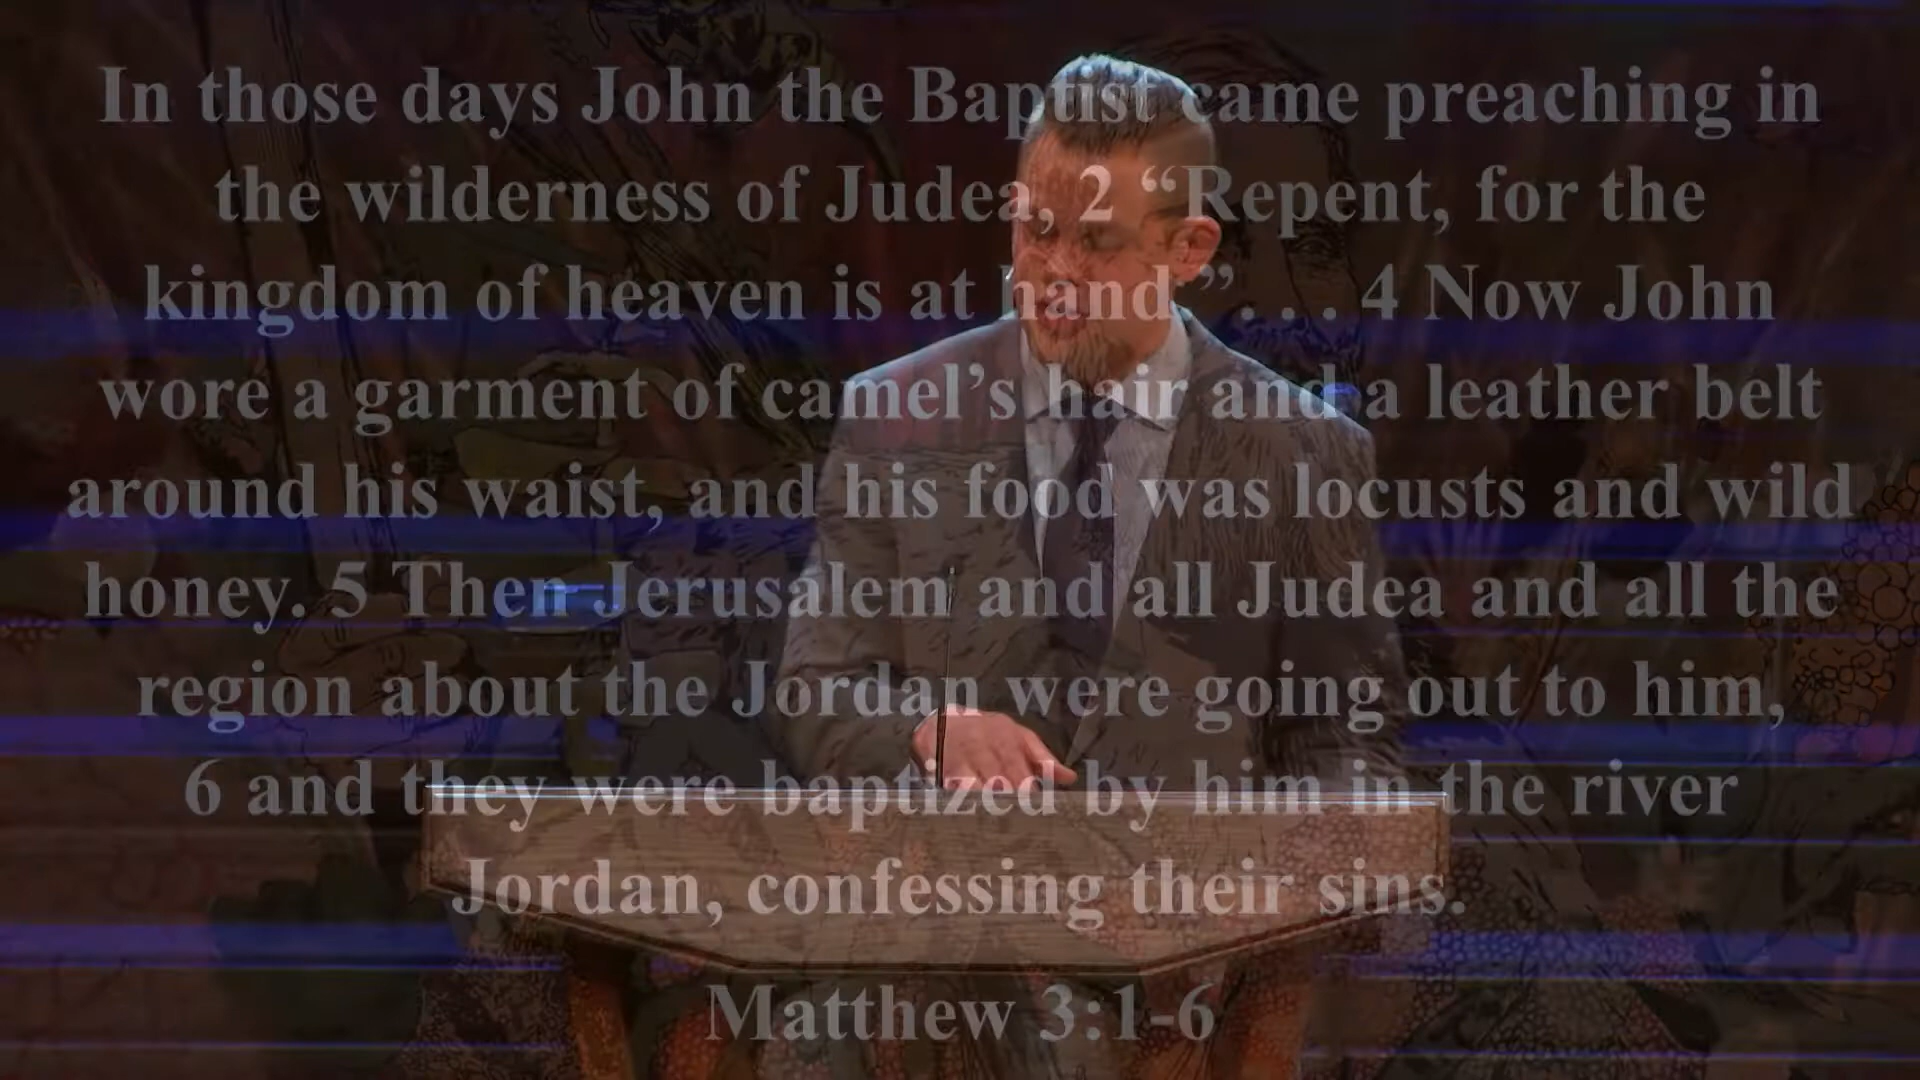 In those days John the Baptist came preaching in
the wilderness of Judea, 2 “Repent, for the
kingdom of heaven is at hand.” . . . 4 Now John
wore a garment of camel’s hair and a leather belt
around his waist, and his food was locusts and wild
honey. 5 Then Jerusalem and all Judea and all the
region about the Jordan were going out to him,
6 and they were baptized by him in the river
Jordan, confessing their sins.
Matthew 3:1-6